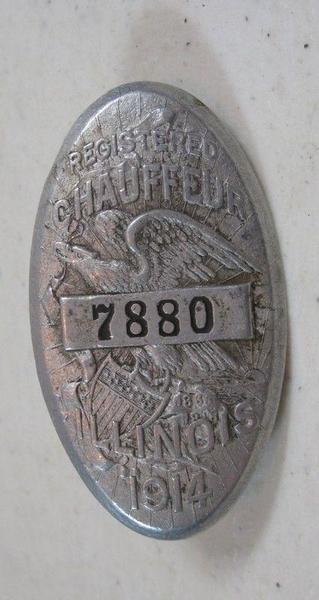 REGISTERED
CHAUFFEUR
7880
ILLINOIS
1914